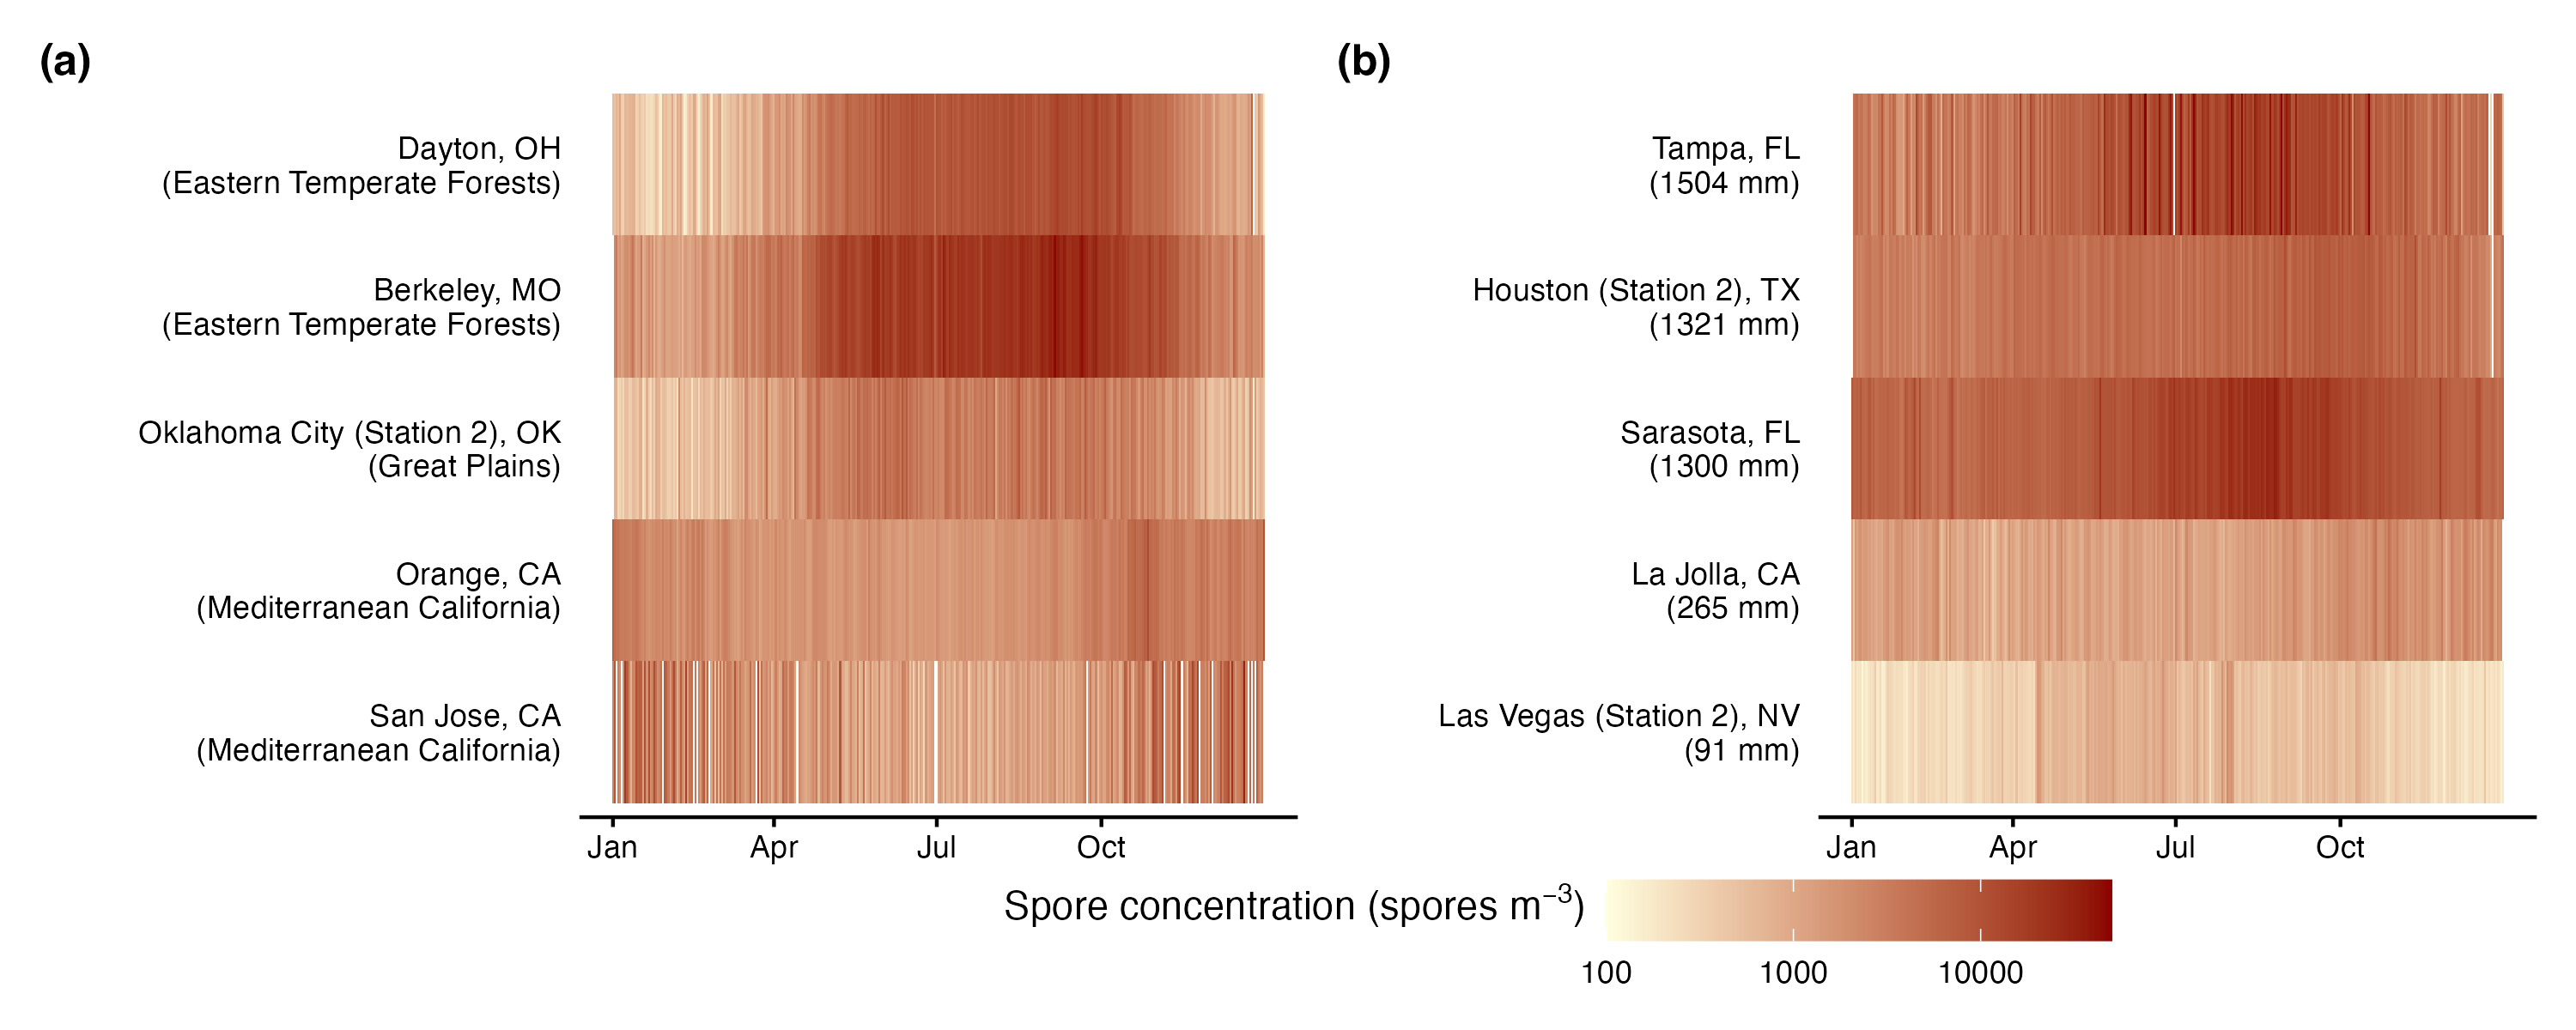 (a)
Dayton, OH
(Eastern Temperate Forests)
Berkeley, MO
(Eastern Temperate Forests)
Oklahoma City (Station 2), OK
(Great Plains)
Orange, CA
(Mediterranean California)
San Jose, CA
(Mediterranean California)
Jan Apr Jul Oct
(b)
Tampa, FL
(1504 mm)
Houston (Station 2), TX
(1321 mm)
Sarasota, FL
(1300 mm)
La Jolla, CA
(265 mm)
Las Vegas (Station 2), NV
(91 mm)
Jan Apr Jul Oct
Spore concentration (spores m⁻³)
100 1000 10000